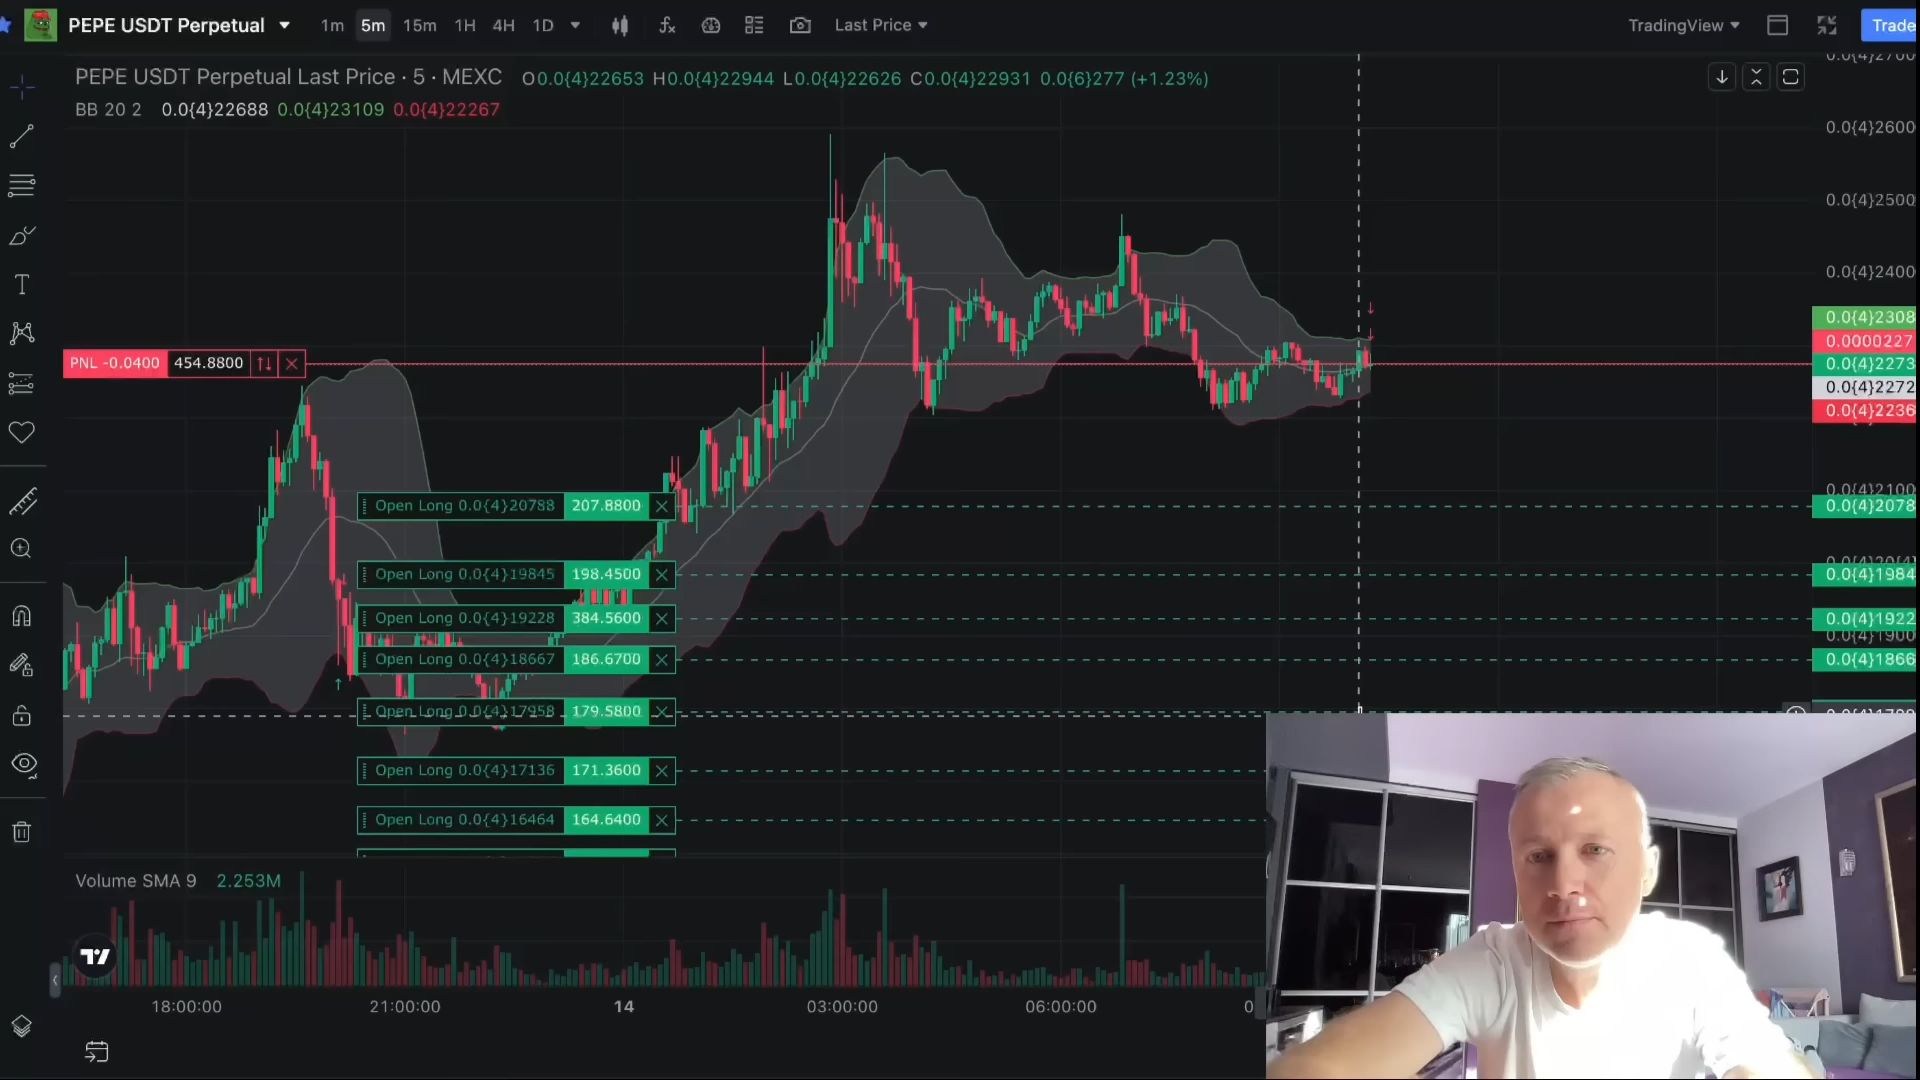 PEPE USDT Perpetual 1m 5m 15m 1H 4H 1D Last Price TradingView Trade
PEPE USDT Perpetual Last Price · 5 · MEXC O0.0{4}22653 H0.0{4}22944 L0.0{4}22626 C0.0{4}22931 0.0{6}277 (+1.23%)
BB 20 2 0.0{4}22688 0.0{4}23109 0.0{4}22267
0.0{4}2600
0.0{4}2500
0.0{4}2400
0.0{4}2308
0.0000227
PNL -0.0400 454.8800 0.0{4}2273
0.0{4}2272
0.0{4}2236
0.0{4}2100
Open Long 0.0{4}20788 207.8800 0.0{4}2078
Open Long 0.0{4}19845 198.4500 0.0{4}1984
Open Long 0.0{4}19228 384.5600 0.0{4}1922
0.0{4}1900
Open Long 0.0{4}18667 186.6700 0.0{4}1866
Open Long 0.0{4}17958 179.5800
Open Long 0.0{4}17136 171.3600
Open Long 0.0{4}16464 164.6400
Volume SMA 9 2.253M
18:00:00 21:00:00 14 03:00:00 06:00:00